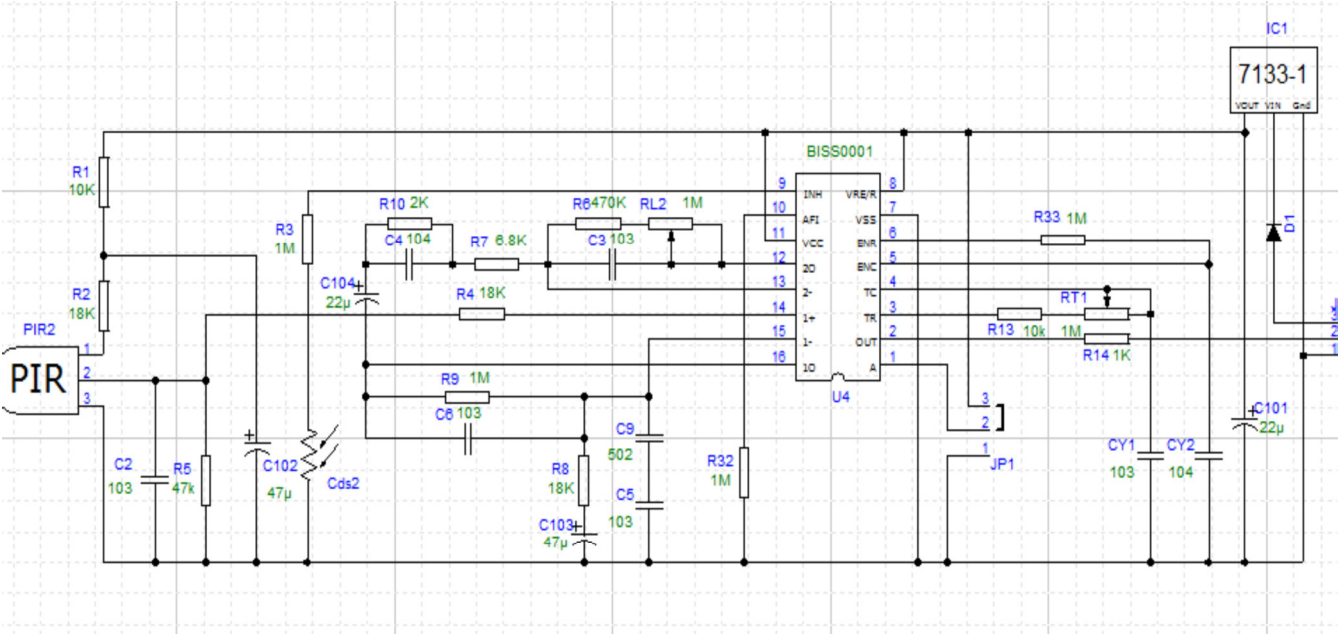 IC1
7133-1
VOUT VIN Gnd
BISS0001
R1
10K
R2
18K
PIR2
PIR
1
2
3
C2
103
R5
47k
C102
47µ
R3
1M
Cds2
R10 2K
C4 104
C104
22µ
R7 6.8K
R6 470K
RL2 1M
C3 103
R4 18K
R9 1M
C6 103
R8
18K
C103
47µ
C9
502
C5
103
R32
1M
9 INH VRE/R 8
10 AFI VSS 7
11 VCC ENR 6
12 2O ENC 5
13 2- TC 4
14 1+ TR 3
15 1- OUT 2
16 1O A 1
U4
R33 1M
RT1
1M
R13 10k
R14 1K
3
2
1
JP1
CY1
103
CY2
104
C101
22µ
D1
3
2
1